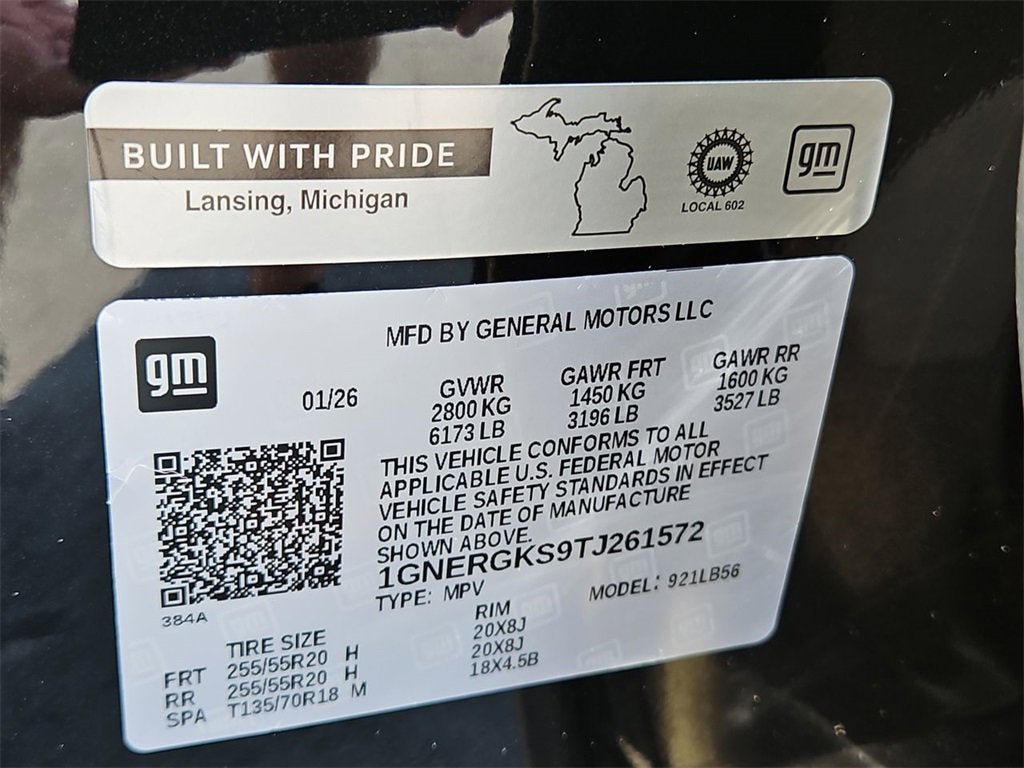 BUILT WITH PRIDE
Lansing, Michigan
UAW
LOCAL 602
gm
MFD BY GENERAL MOTORS LLC
gm
01/26
GVWR GAWR FRT GAWR RR
2800 KG 1450 KG 1600 KG
6173 LB 3196 LB 3527 LB
THIS VEHICLE CONFORMS TO ALL
APPLICABLE U.S. FEDERAL MOTOR
VEHICLE SAFETY STANDARDS IN EFFECT
ON THE DATE OF MANUFACTURE
SHOWN ABOVE.
1GNERGKS9TJ261572
TYPE: MPV MODEL: 921LB56
384A
TIRE SIZE RIM
FRT 255/55R20 H 20X8J
RR 255/55R20 H 20X8J
SPA T135/70R18 M 18X4.5B